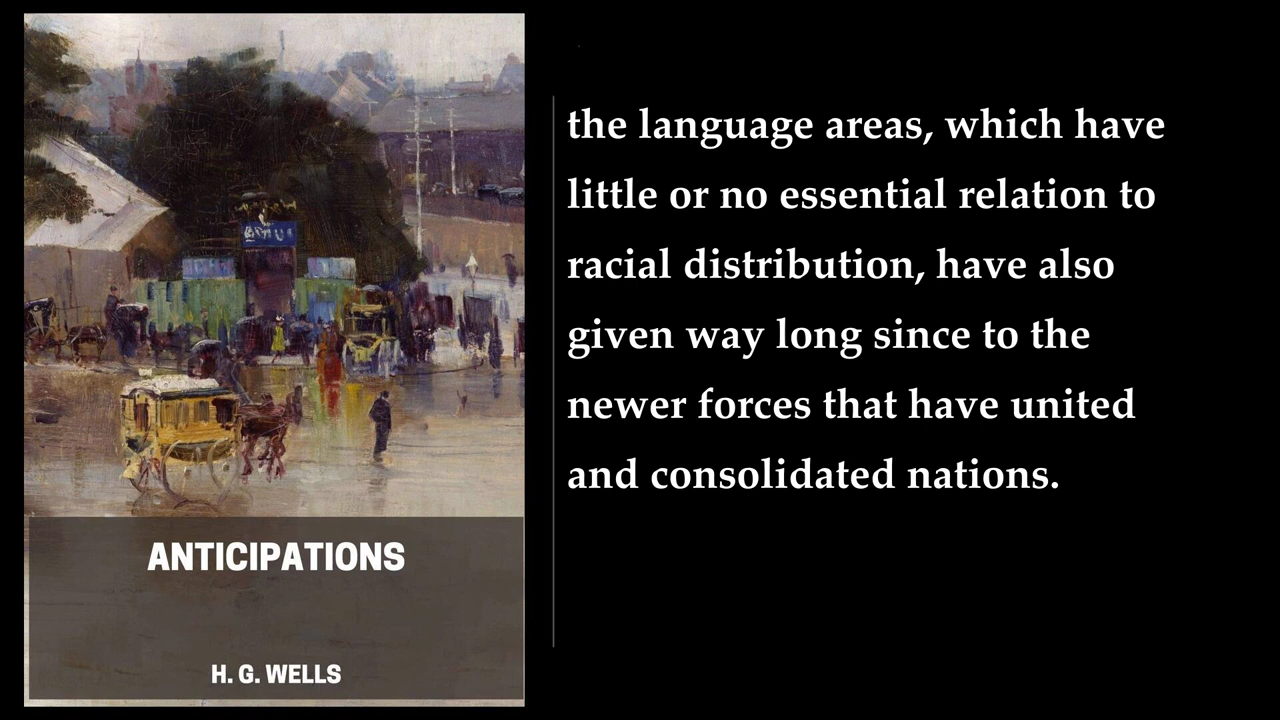 the language areas, which have
little or no essential relation to
racial distribution, have also
given way long since to the
newer forces that have united
and consolidated nations.
ANTICIPATIONS
H. G. WELLS